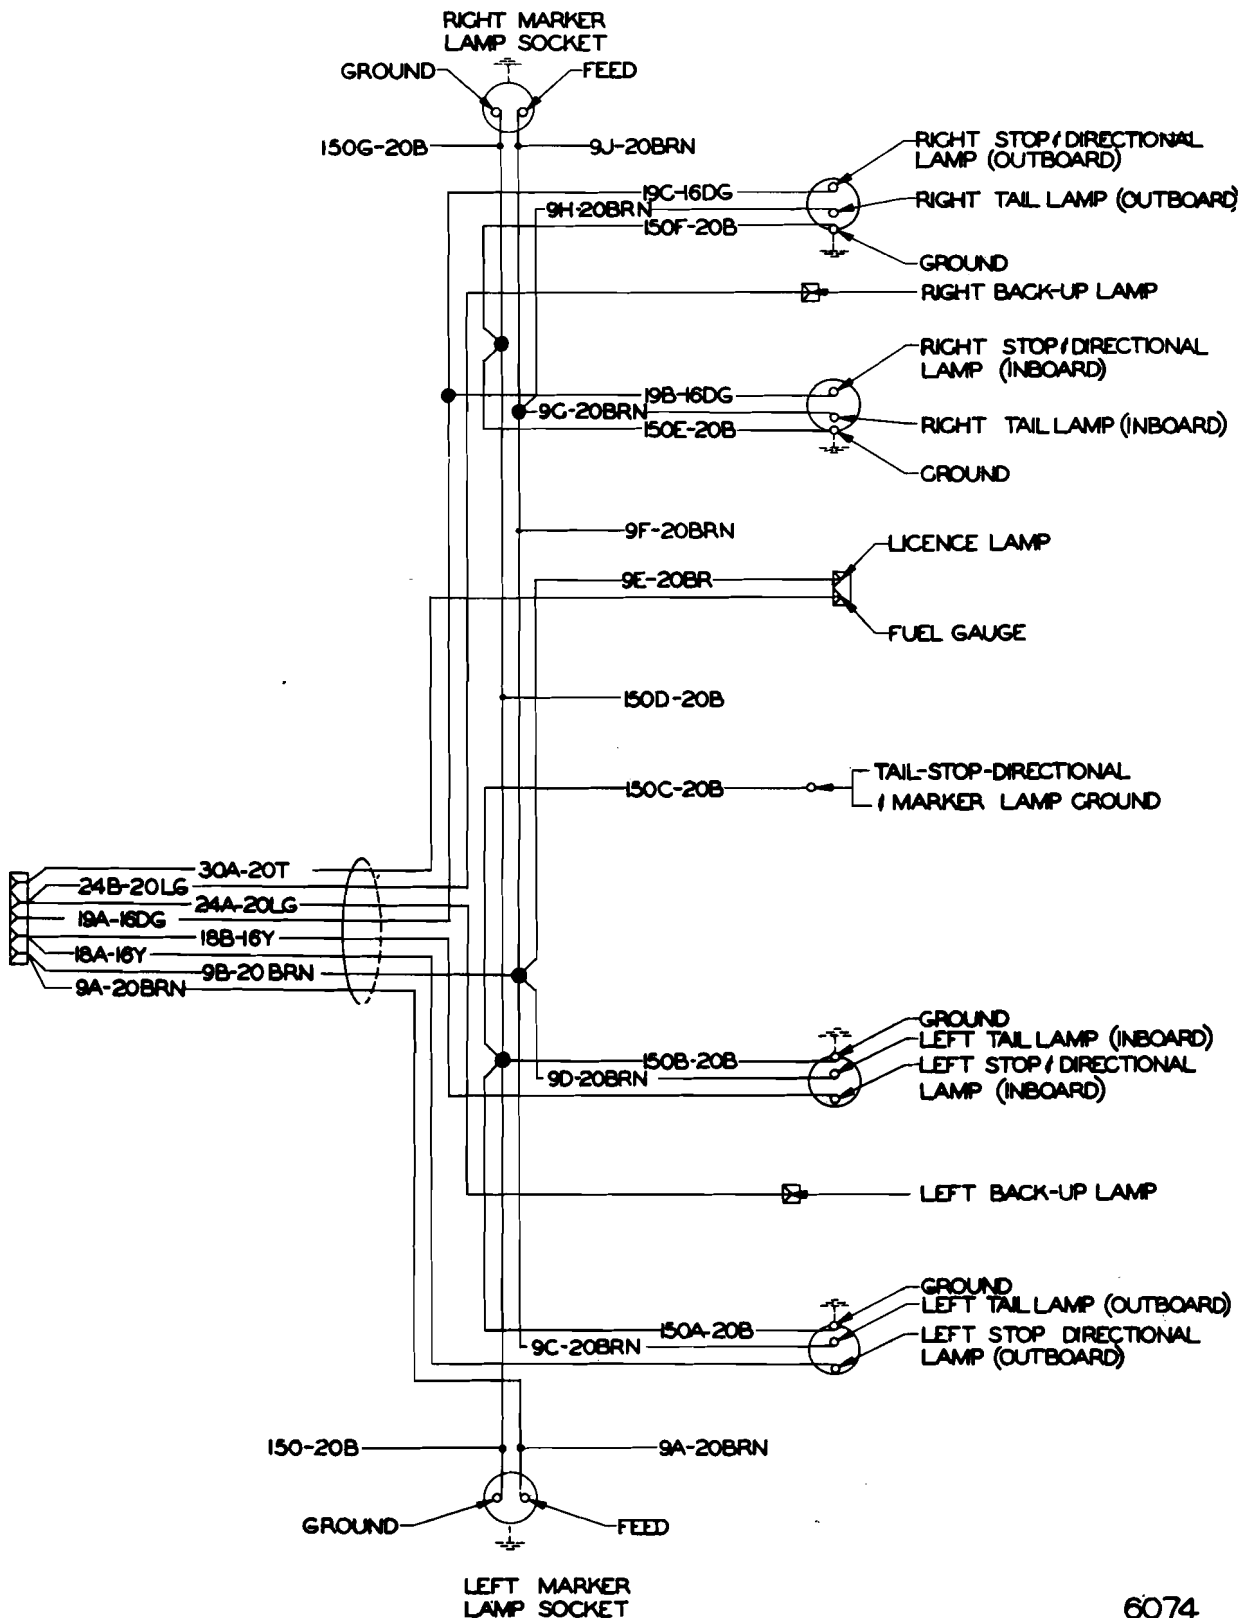 RIGHT MARKER
LAMP SOCKET
GROUND
FEED
150G-20B
9J-20BRN
RIGHT STOP/DIRECTIONAL
LAMP (OUTBOARD)
19C-16DG
9H-20BRN
RIGHT TAIL LAMP (OUTBOARD)
150F-20B
GROUND
RIGHT BACK-UP LAMP
RIGHT STOP/DIRECTIONAL
LAMP (INBOARD)
19B-16DG
9G-20BRN
150E-20B
RIGHT TAIL LAMP (INBOARD)
GROUND
9F-20BRN
LICENCE LAMP
9E-20BR
FUEL GAUGE
150D-20B
TAIL-STOP-DIRECTIONAL
150C-20B
/ MARKER LAMP GROUND
30A-20T
24B-20LG
24A-20LG
19A-16DG
18B-16Y
18A-16Y
9B-20 BRN
9A-20BRN
GROUND
LEFT TAIL LAMP (INBOARD)
150B-20B
LEFT STOP/DIRECTIONAL
9D-20BRN
LAMP (INBOARD)
LEFT BACK-UP LAMP
GROUND
LEFT TAIL LAMP (OUTBOARD)
150A-20B
LEFT STOP DIRECTIONAL
9C-20BRN
LAMP (OUTBOARD)
150-20B
9A-20BRN
GROUND
FEED
LEFT MARKER
LAMP SOCKET
6074